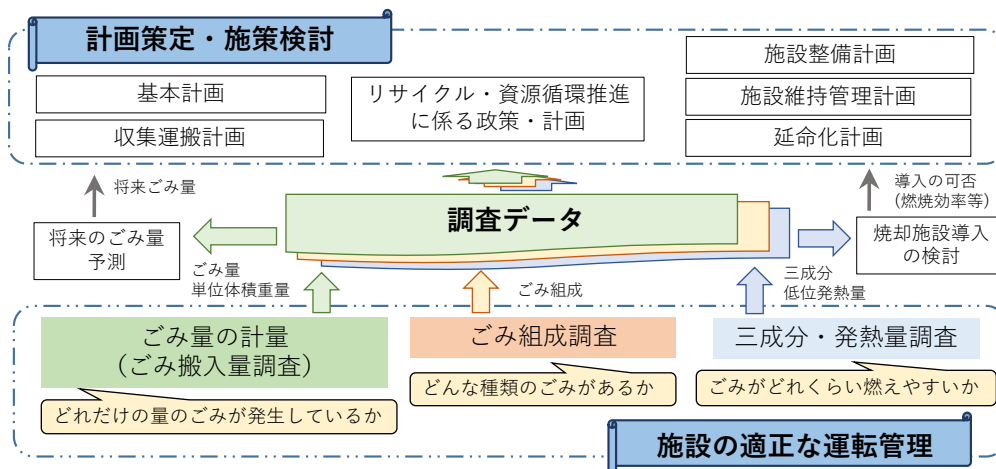 計画策定・施策検討
基本計画
収集運搬計画
リサイクル・資源循環推進
に係る政策・計画
施設整備計画
施設維持管理計画
延命化計画
将来ごみ量
導入の可否
(燃焼効率等)
調査データ
将来のごみ量
予測
焼却施設導入
の検討
ごみ量
単位体積重量
ごみ組成
三成分
低位発熱量
ごみ量の計量
(ごみ搬入量調査)
ごみ組成調査
三成分・発熱量調査
どれだけの量のごみが発生しているか
どんな種類のごみがあるか
ごみがどれくらい燃えやすいか
施設の適正な運転管理